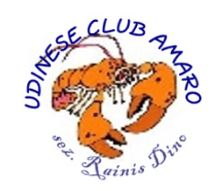 UDINESE CLUB AMARO
sez. Rainis Dino